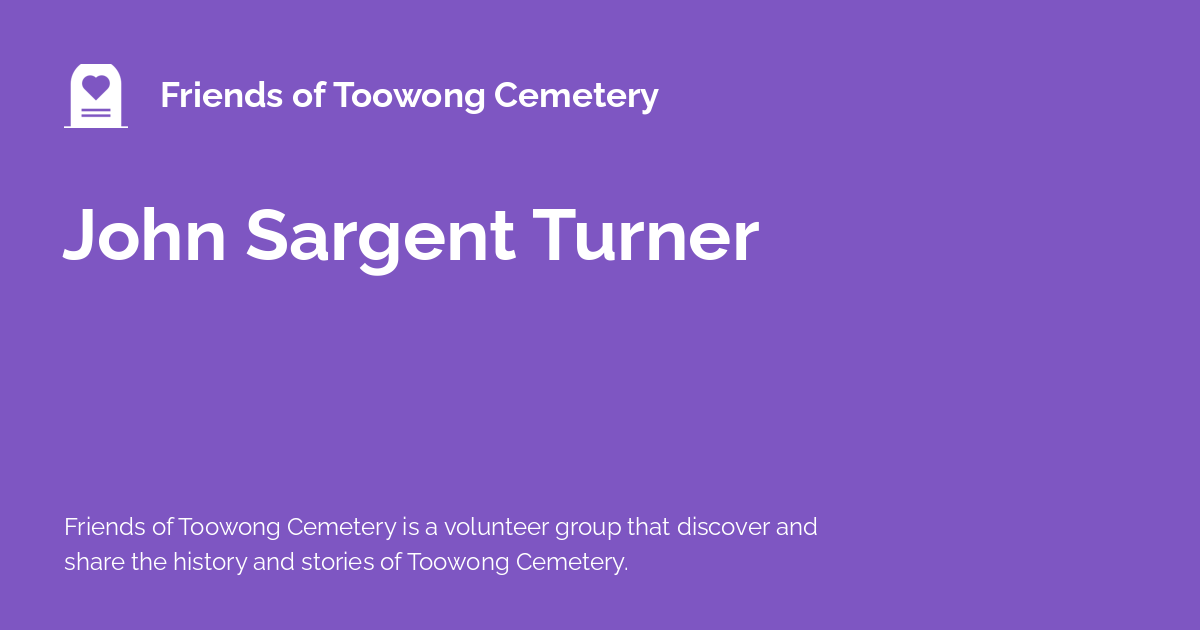 Friends of Toowong Cemetery
John Sargent Turner
Friends of Toowong Cemetery is a volunteer group that discover and
share the history and stories of Toowong Cemetery.